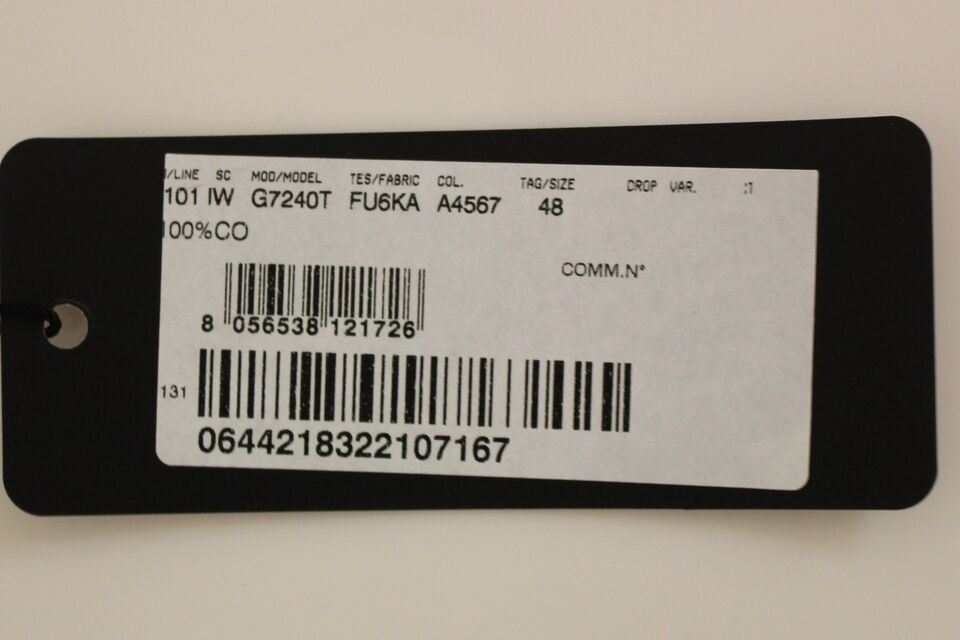 I/LINE SC MOD/MODEL TES/FABRIC COL. TAG/SIZE DROP VAR. :1
101 IW G7240T FU6KA A4567 48
100%CO
COMM.N°
8 056538 121726
131
0644218322107167